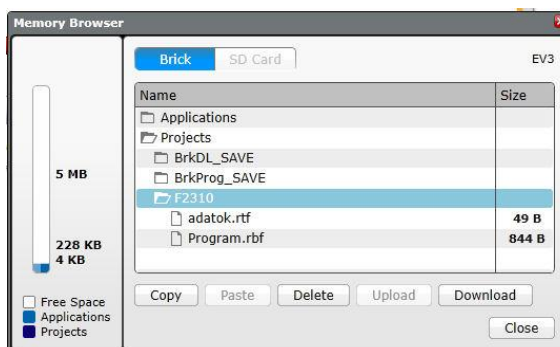 Memory Browser
Brick
SD Card
EV3
Name
Size
Applications
Projects
BrkDL_SAVE
BrkProg_SAVE
F2310
adatok.rtf
49 B
Program.rbf
844 B
5 MB
228 KB
4 KB
Free Space
Applications
Projects
Copy
Paste
Delete
Upload
Download
Close